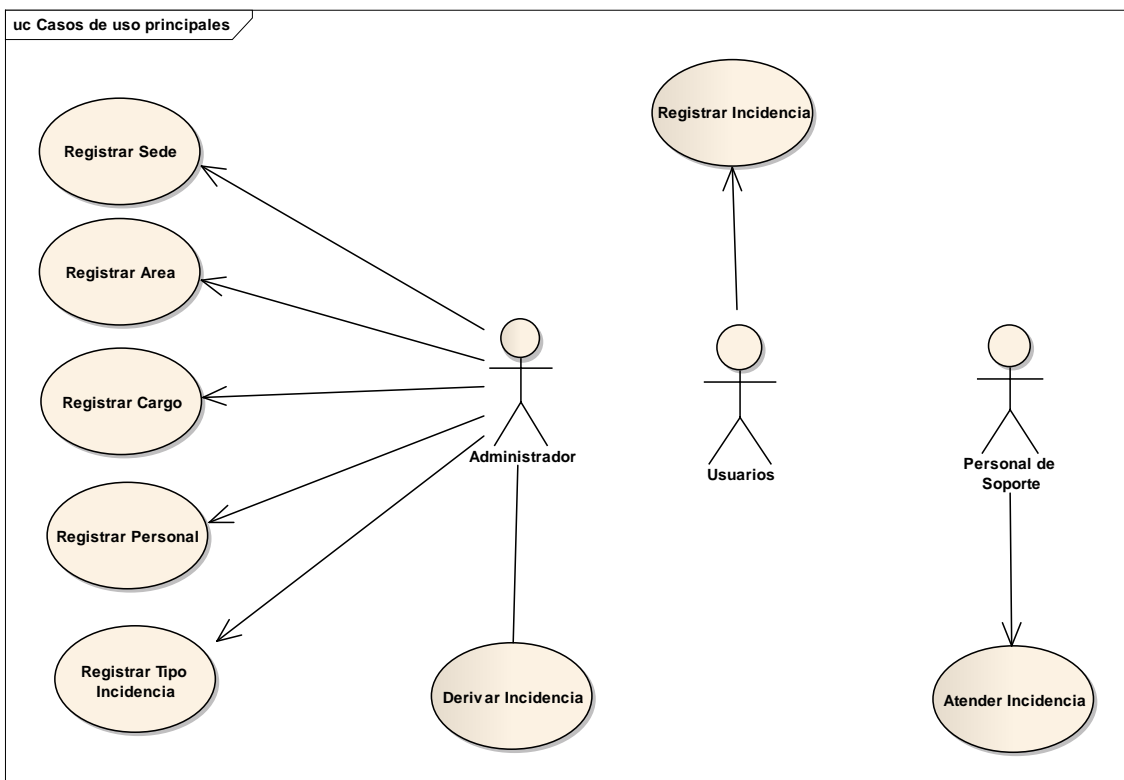 uc Casos de uso principales
Registrar Sede
Registrar Area
Registrar Cargo
Registrar Personal
Registrar Tipo
Incidencia
Administrador
Derivar Incidencia
Registrar Incidencia
Usuarios
Personal de
Soporte
Atender Incidencia